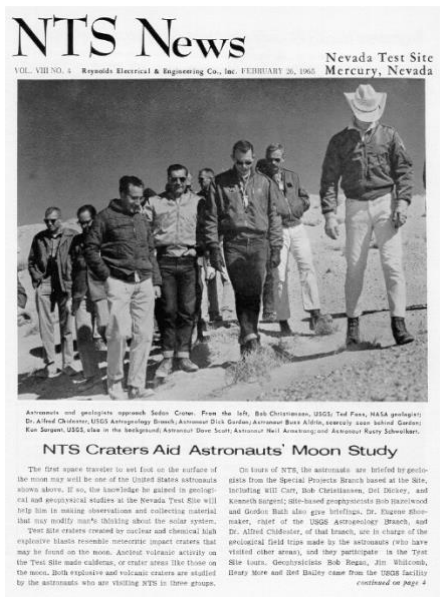 NTS News
Nevada Test Site
Mercury, Nevada
VOL. VIII NO. 4 Reynolds Electrical & Engineering Co., Inc. FEBRUARY 26, 1965
Astronauts and geologists approach Sedan Crater. From the left, Bob Christiansen, USGS; Ted Foss, NASA geologist;
Dr. Alfred Chidester, USGS Astrogeology Branch; Astronaut Dick Gordon; Astronaut Buzz Aldrin, scarcely seen behind Gordon;
Ken Sargent, USGS, also in the background; Astronaut Dave Scott; Astronaut Neil Armstrong; and Astronaut Rusty Schweikart.
NTS Craters Aid Astronauts' Moon Study
The first space traveler to set foot on the surface of
the moon may well be one of the United States astronauts
shown above. If so, the knowledge he gained in geologi-
cal and geophysical studies at the Nevada Test Site will
help him in making observations and collecting material
that may modify man's thinking about the solar system.
Test Site craters created by nuclear and chemical high
explosive blasts resemble meteoritic impact craters that
may be found on the moon. Ancient volcanic activity on
the Test Site made calderas, or crater areas like those on
the moon. Both explosive and volcanic craters are studied
by the astronauts who are visiting NTS in three groups.
On tours of NTS, the astronauts are briefed by geolo-
gists from the Special Projects Branch based at the Site,
including Will Carr, Bob Christiansen, Del Dickey, and
Kenneth Sargent; Site-based geophysicists Bob Hazelwood
and Gordon Bath also give briefings. Dr. Eugene Shoe-
maker, chief of the USGS Astrogeology Branch, and
Dr. Alfred Chidester, of that branch, are in charge of the
geological field trips made by the astronauts (who have
visited other areas), and they participate in the Test
Site tours. Geophysicists Bob Regan, Jim Whitcomb,
Henry Moore and Red Bailey came from the USGS facility
continued on page 4